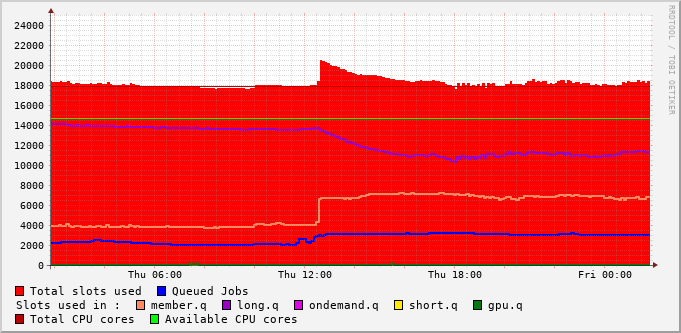 RRDTOOL / TOBI OETIKER
24000
22000
20000
18000
16000
14000
12000
10000
8000
6000
4000
2000
0
Thu 06:00 Thu 12:00 Thu 18:00 Fri 00:00
Total slots used Queued Jobs
Slots used in : member.q long.q ondemand.q short.q gpu.q
Total CPU cores Available CPU cores